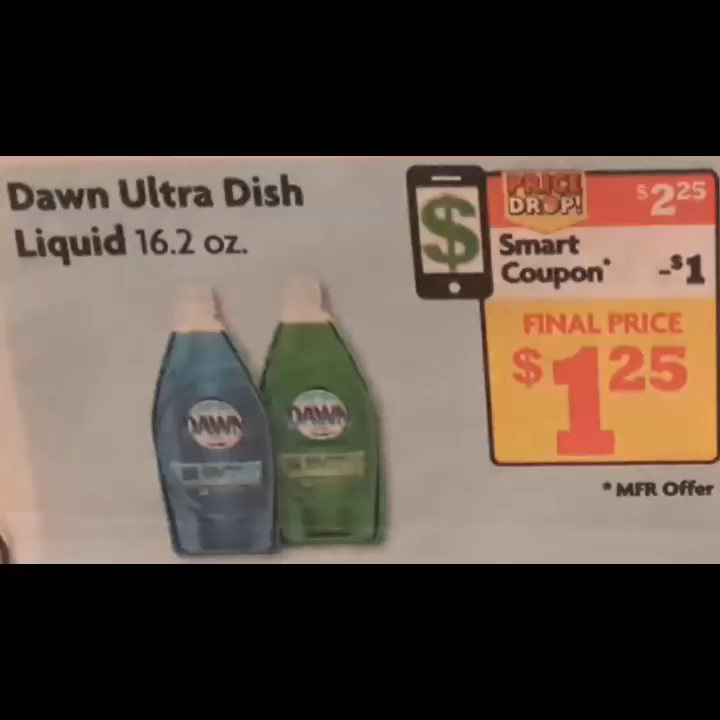 Dawn Ultra Dish
Liquid 16.2 oz.
DAWN
DAWN
PRICE
DROP!
$2 25
Smart
Coupon*
-$1
FINAL PRICE
$1 25
* MFR Offer